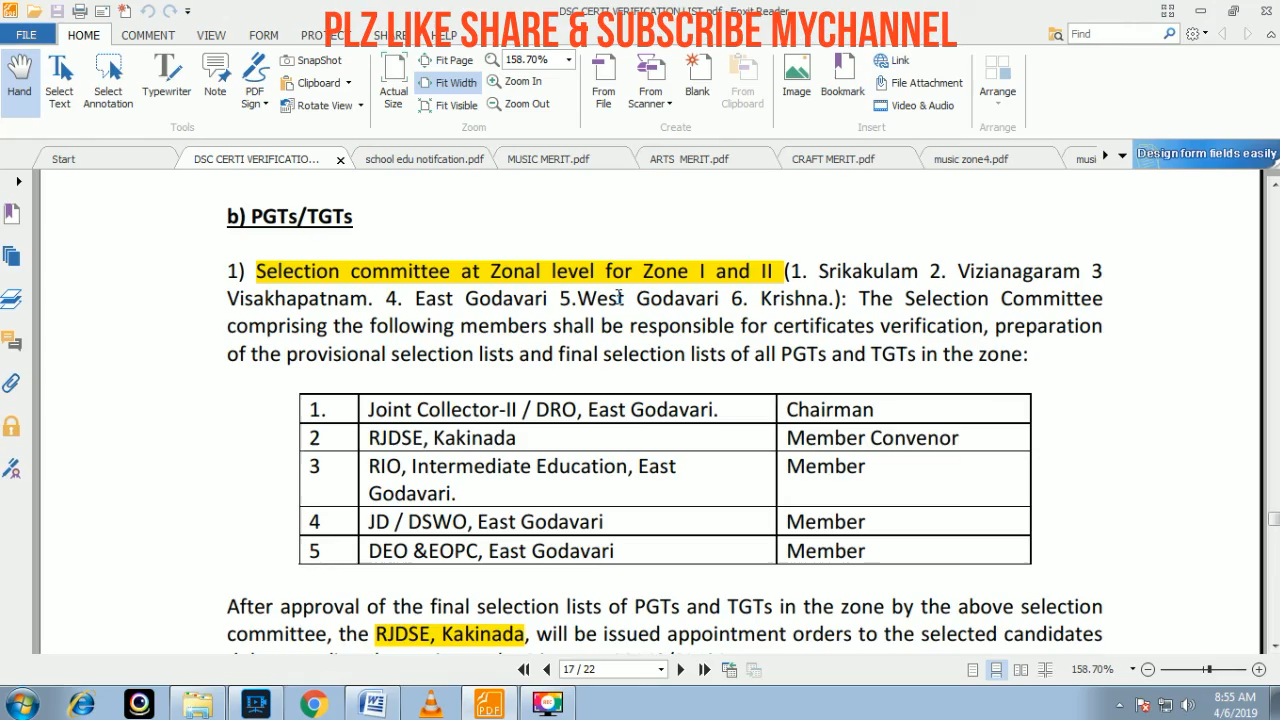 DSC CERTI VERIFICATION LIST.pdf - Foxit Reader
PLZ LIKE SHARE & SUBSCRIBE MYCHANNEL
FILE HOME COMMENT VIEW FORM PROTECT SHARE HELP Find
Hand
Select Text
Select Annotation
Typewriter
Note
PDF Sign
SnapShot
Clipboard
Rotate View
Tools
Actual Size
Fit Page
Fit Width
Fit Visible
158.70%
Zoom In
Zoom Out
Zoom
From File
From Scanner
Blank
From Clipboard
Create
Image
Bookmark
Link
File Attachment
Video & Audio
Insert
Arrange
Arrange
Start DSC CERTI VERIFICATIO... school edu notifcation.pdf MUSIC MERIT.pdf ARTS MERIT.pdf CRAFT MERIT.pdf music zone4.pdf musi Design form fields easily
b) PGTs/TGTs
1) Selection committee at Zonal level for Zone I and II (1. Srikakulam 2. Vizianagaram 3
Visakhapatnam. 4. East Godavari 5.West Godavari 6. Krishna.): The Selection Committee
comprising the following members shall be responsible for certificates verification, preparation
of the provisional selection lists and final selection lists of all PGTs and TGTs in the zone:
1. Joint Collector-II / DRO, East Godavari. Chairman
2 RJDSE, Kakinada Member Convenor
3 RIO, Intermediate Education, East Godavari. Member
4 JD / DSWO, East Godavari Member
5 DEO &EOPC, East Godavari Member
After approval of the final selection lists of PGTs and TGTs in the zone by the above selection
committee, the RJDSE, Kakinada, will be issued appointment orders to the selected candidates
17 / 22 158.70%
8:55 AM
4/6/2019